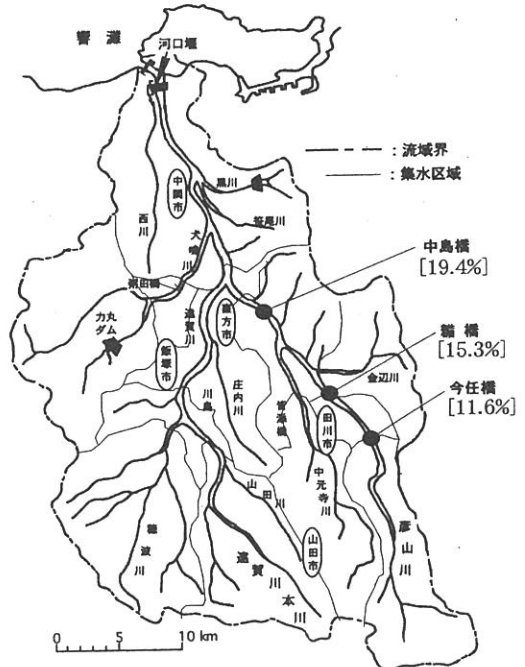 響灘
河口堰
―・― : 流域界
―― : 集水区域
黒川
中間市
笹尾川
西川
犬鳴川
中島橋
[19.4%]
力丸ダム
遠賀川
直方市
糒橋
[15.3%]
飯塚市
庄内川
金辺川
今任橋
[11.6%]
川島
田川市
中元寺川
山田川
彦山川
穂波川
遠賀川本川
山田市
0 5 10 km